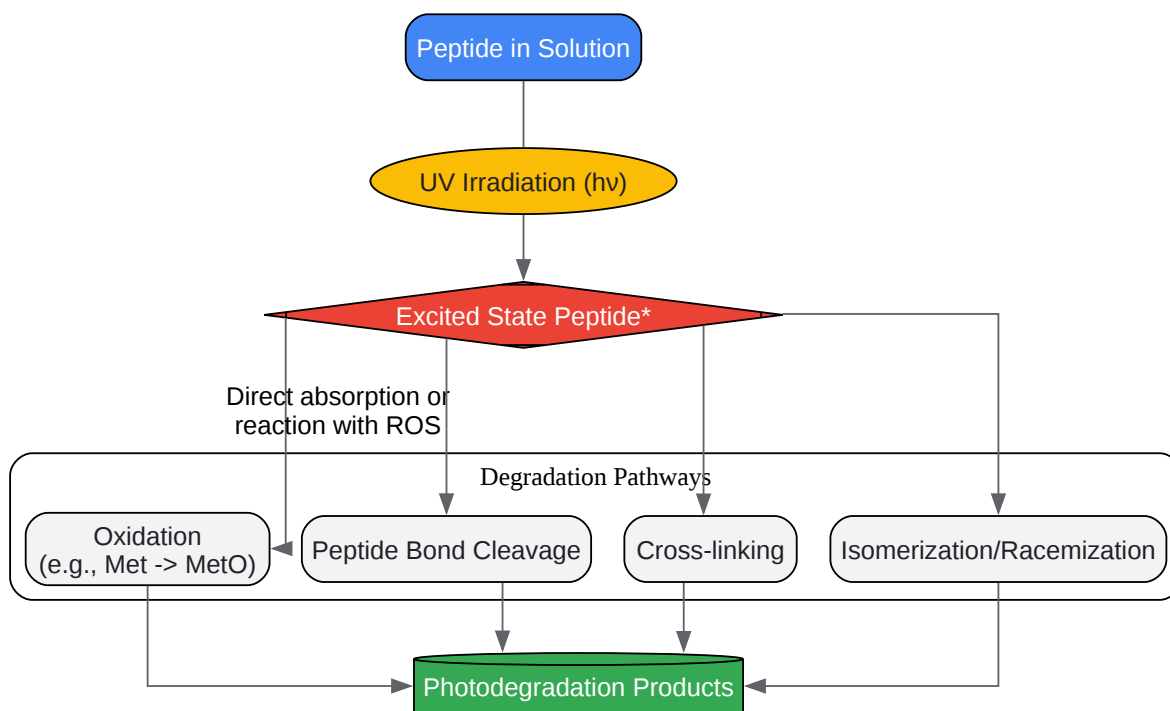 Peptide in Solution
UV Irradiation (hν)
Excited State Peptide*
Direct absorption or
reaction with ROS
Degradation Pathways
Oxidation
(e.g., Met -> MetO)
Peptide Bond Cleavage
Cross-linking
Isomerization/Racemization
Photodegradation Products